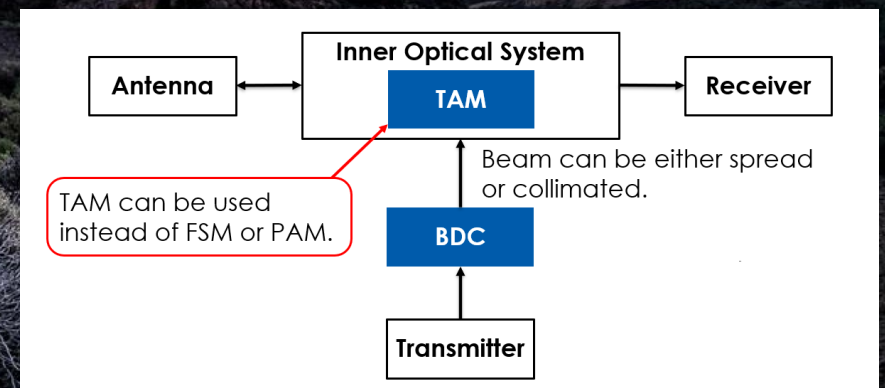 Inner Optical System
Antenna
TAM
Receiver
Beam can be either spread
or collimated.
TAM can be used
instead of FSM or PAM.
BDC
Transmitter